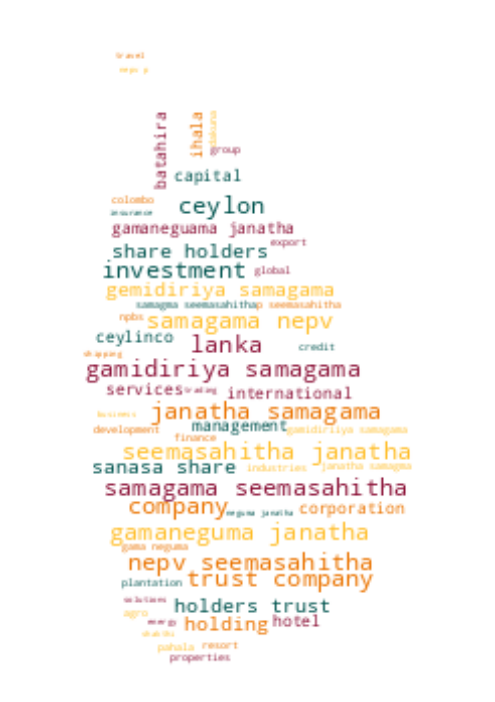 travel
nepv p
batahira
ihala
group
capital
colombo
insurance
ceylon
gamaneguama janatha
export
share holders
investment global
gemidiriya samagama
samagma seemasahitha
p seemasahitha
npbs
samagama nepv
ceylinco
lanka
credit
shipping
gamidiriya samagama
services
trading
international
business
janatha samagama
development
management
gamidiriiya samagama
finance
seemasahitha janatha
sanasa share
industries
janatha samagma
samagama seemasahitha
company
neguma janatha
corporation
gamaneguma janatha
gama neguma
nepv seemasahitha
plantation
trust company
solutions
holders trust
agro
energy
holding
hotel
shakthi
pahala
resort
properties